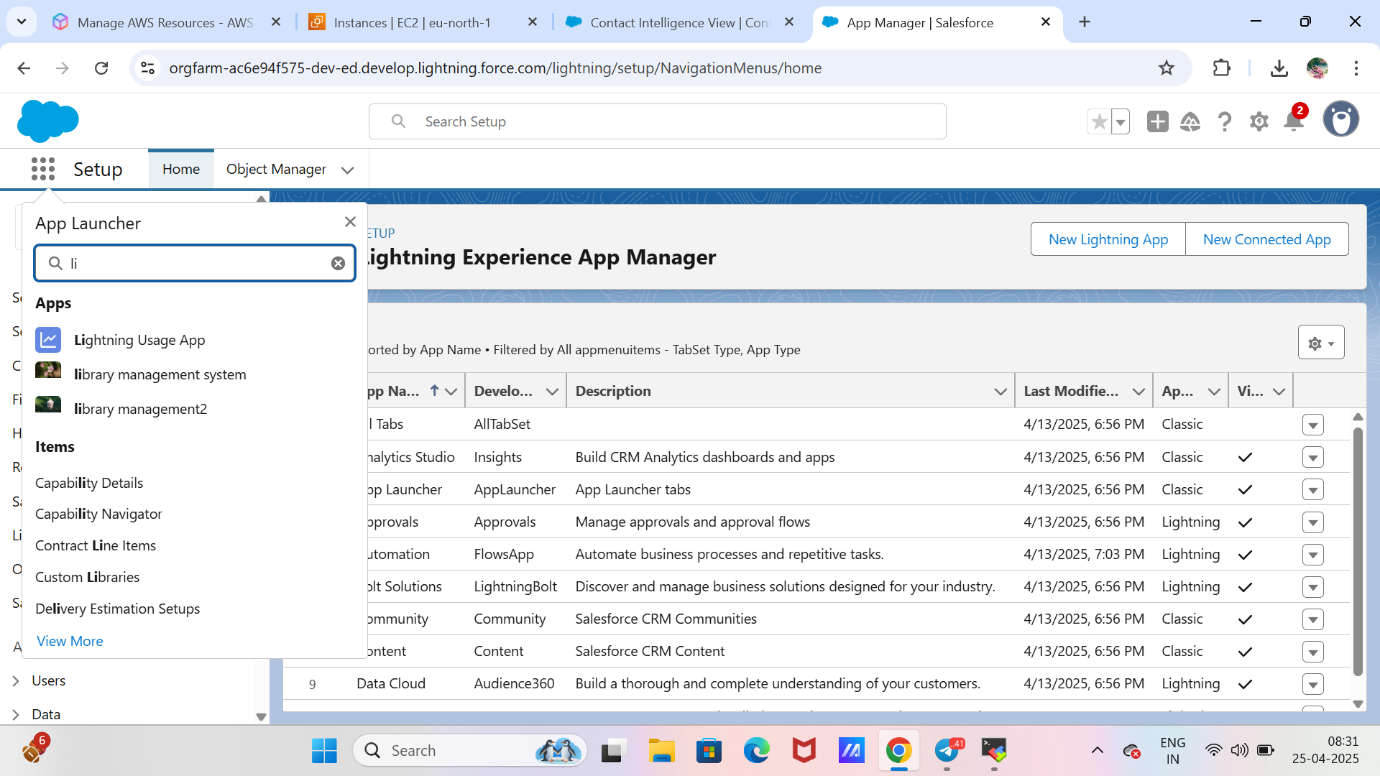 Manage AWS Resources - AWS
Instances | EC2 | eu-north-1
Contact Intelligence View | Con
App Manager | Salesforce
orgfarm-ac6e94f575-dev-ed.develop.lightning.force.com/lightning/setup/NavigationMenus/home
Search Setup
2
Setup
Home
Object Manager
App Launcher
li
Apps
Lightning Usage App
library management system
library management2
Items
Capability Details
Capability Navigator
Contract Line Items
Custom Libraries
Delivery Estimation Setups
View More
Users
Data
ETUP
Lightning Experience App Manager
New Lightning App
New Connected App
orted by App Name • Filtered by All appmenuitems - TabSet Type, App Type
pp Na... Develo... Description Last Modifie... Ap... Vi...
l Tabs AllTabSet 4/13/2025, 6:56 PM Classic
nalytics Studio Insights Build CRM Analytics dashboards and apps 4/13/2025, 6:56 PM Classic
pp Launcher AppLauncher App Launcher tabs 4/13/2025, 6:56 PM Classic
pprovals Approvals Manage approvals and approval flows 4/13/2025, 6:56 PM Lightning
utomation FlowsApp Automate business processes and repetitive tasks. 4/13/2025, 7:03 PM Lightning
olt Solutions LightningBolt Discover and manage business solutions designed for your industry. 4/13/2025, 6:56 PM Lightning
ommunity Community Salesforce CRM Communities 4/13/2025, 6:56 PM Classic
ontent Content Salesforce CRM Content 4/13/2025, 6:56 PM Classic
9 Data Cloud Audience360 Build a thorough and complete understanding of your customers. 4/13/2025, 6:56 PM Lightning
6
Search
41
ENG
IN
08:31
25-04-2025